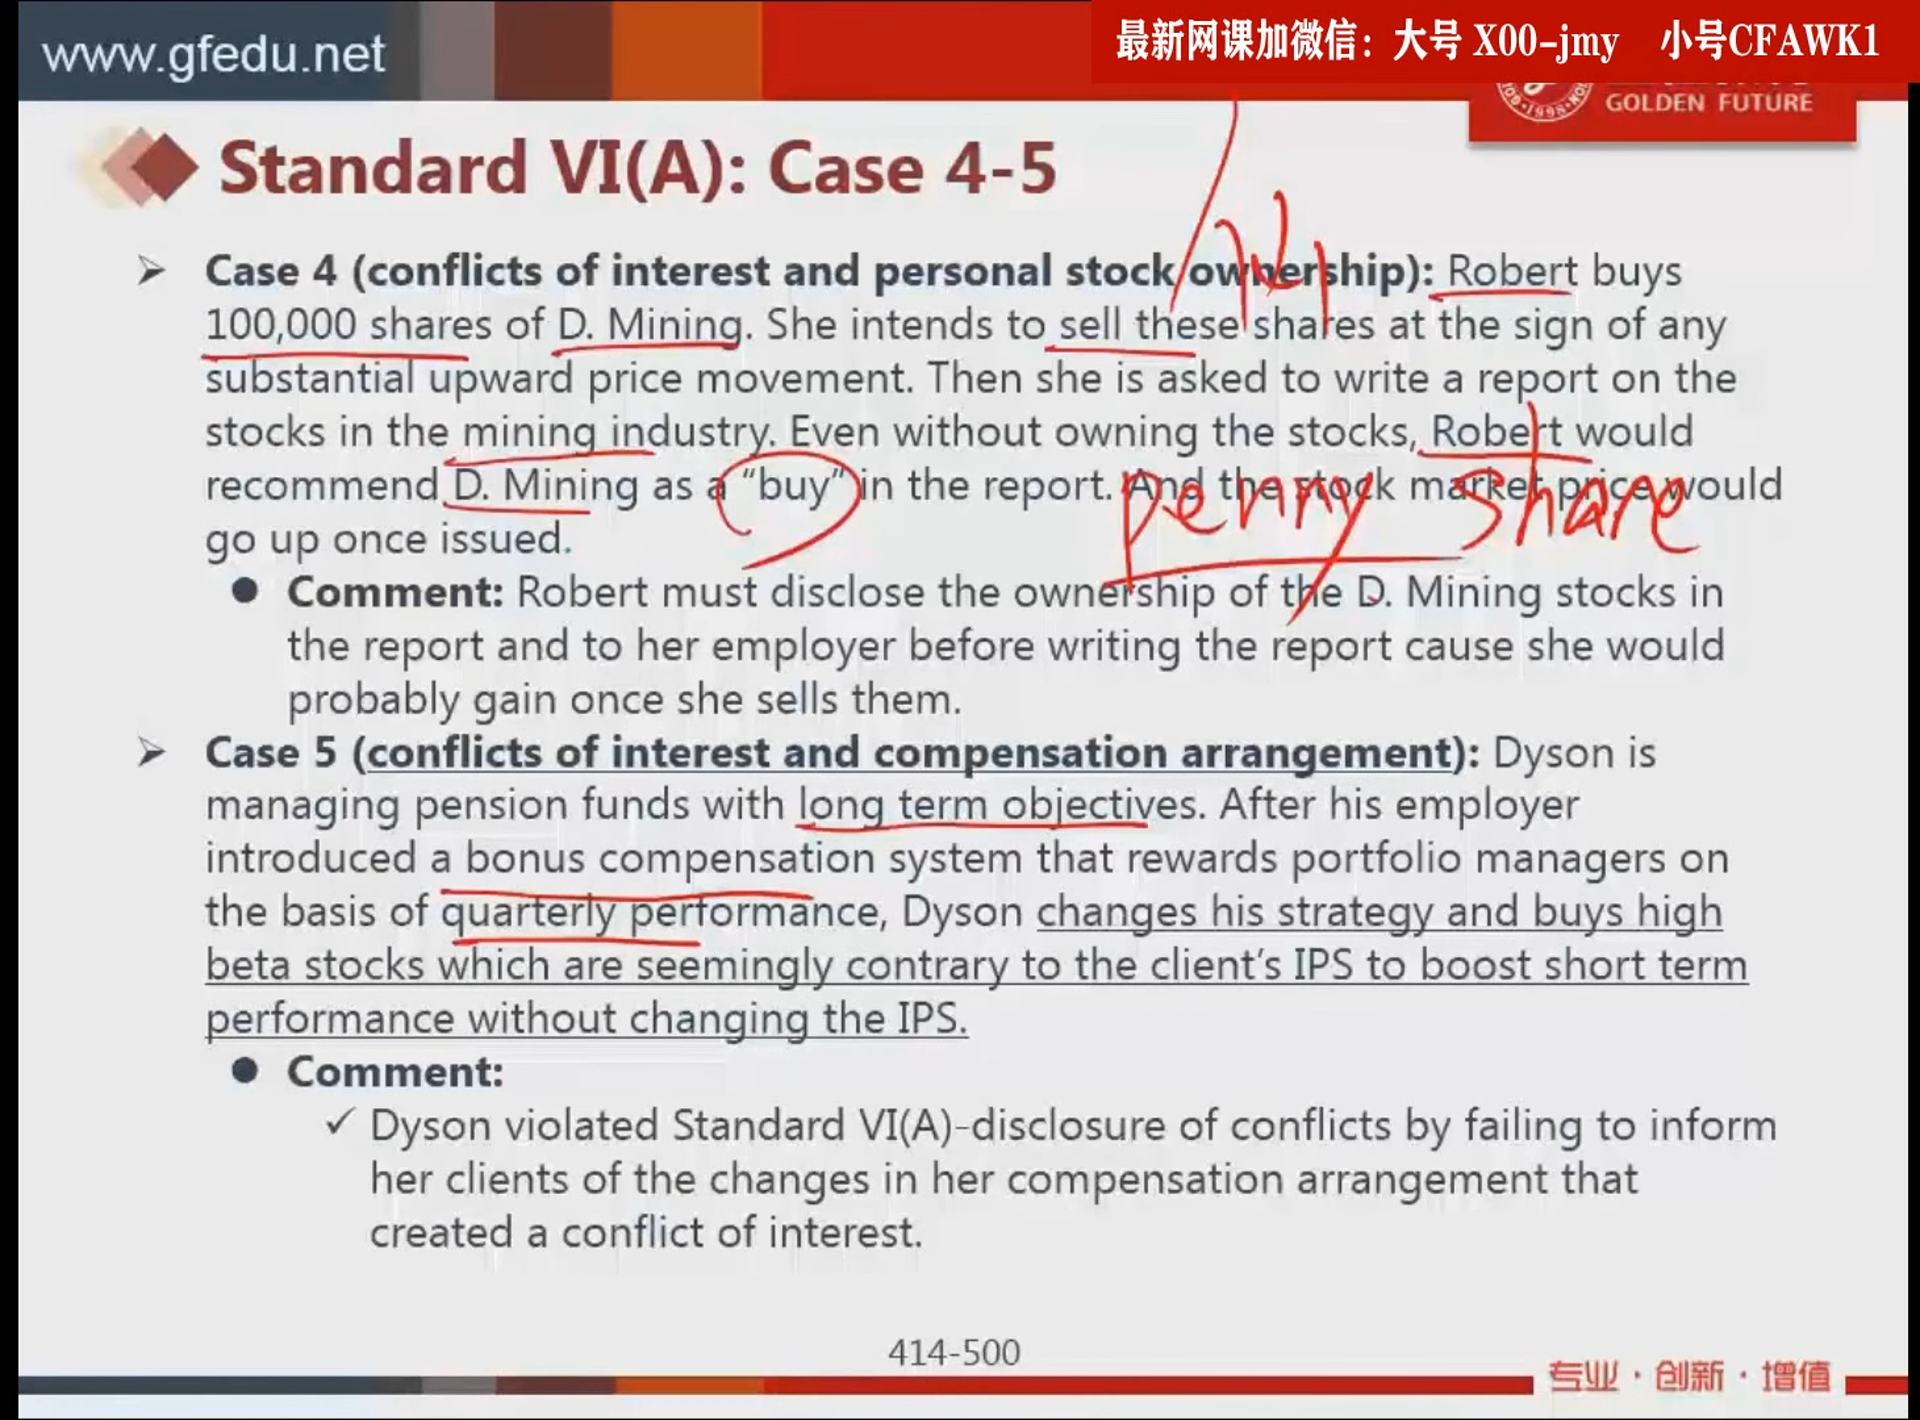 www.gfedu.net
最新网课加微信：大号 X00-jmy 小号CFAWK1
GOLDEN FUTURE
Standard VI(A): Case 4-5
Case 4 (conflicts of interest and personal stock ownership): Robert buys
100,000 shares of D. Mining. She intends to sell these shares at the sign of any
substantial upward price movement. Then she is asked to write a report on the
stocks in the mining industry. Even without owning the stocks, Robert would
recommend D. Mining as a “buy” in the report. And the stock market price would
go up once issued.
penny share
Comment: Robert must disclose the ownership of the D. Mining stocks in
the report and to her employer before writing the report cause she would
probably gain once she sells them.
Case 5 (conflicts of interest and compensation arrangement): Dyson is
managing pension funds with long term objectives. After his employer
introduced a bonus compensation system that rewards portfolio managers on
the basis of quarterly performance, Dyson changes his strategy and buys high
beta stocks which are seemingly contrary to the client’s IPS to boost short term
performance without changing the IPS.
Comment:
Dyson violated Standard VI(A)-disclosure of conflicts by failing to inform
her clients of the changes in her compensation arrangement that
created a conflict of interest.
414-500
专业·创新·增值